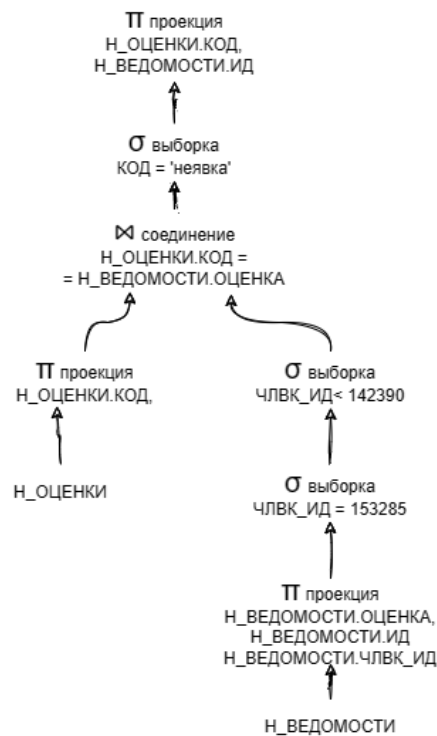 π проекция
Н_ОЦЕНКИ.КОД,
Н_ВЕДОМОСТИ.ИД
σ выборка
КОД = 'неявка'
⋈ соединение
Н_ОЦЕНКИ.КОД =
= Н_ВЕДОМОСТИ.ОЦЕНКА
π проекция
Н_ОЦЕНКИ.КОД,
Н_ОЦЕНКИ
σ выборка
ЧЛВК_ИД< 142390
σ выборка
ЧЛВК_ИД = 153285
π проекция
Н_ВЕДОМОСТИ.ОЦЕНКА,
Н_ВЕДОМОСТИ.ИД
Н_ВЕДОМОСТИ.ЧЛВК_ИД
Н_ВЕДОМОСТИ